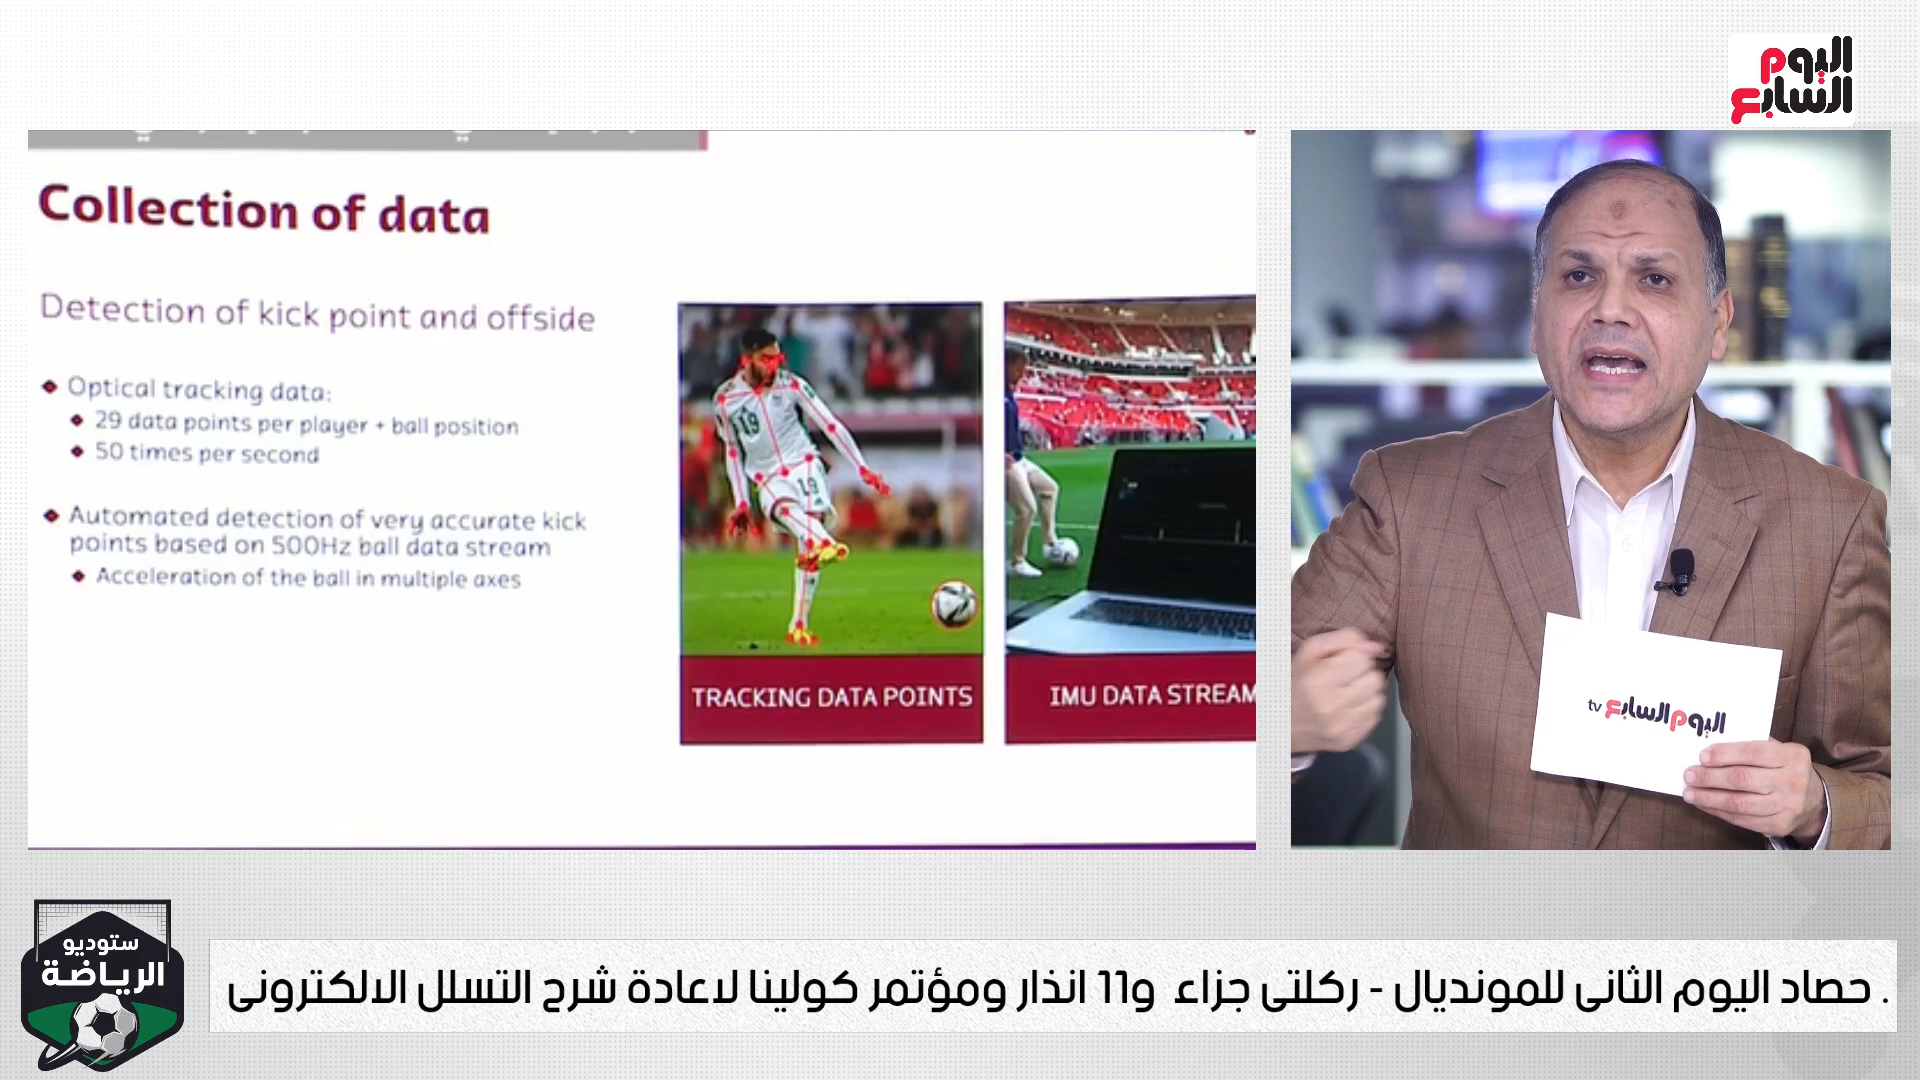 اليوم
السابع
Collection of data
Detection of kick point and offside
Optical tracking data:
29 data points per player + ball position
50 times per second
Automated detection of very accurate kick
points based on 500Hz ball data stream
Acceleration of the ball in multiple axes
19
19
TRACKING DATA POINTS
IMU DATA STREAM
اليوم السابع tv
ستوديو
الرياضة
. حصاد اليوم الثانى للمونديال - ركلتى جزاء و11 انذار ومؤتمر كولينا لاعادة شرح التسلل الالكترونى